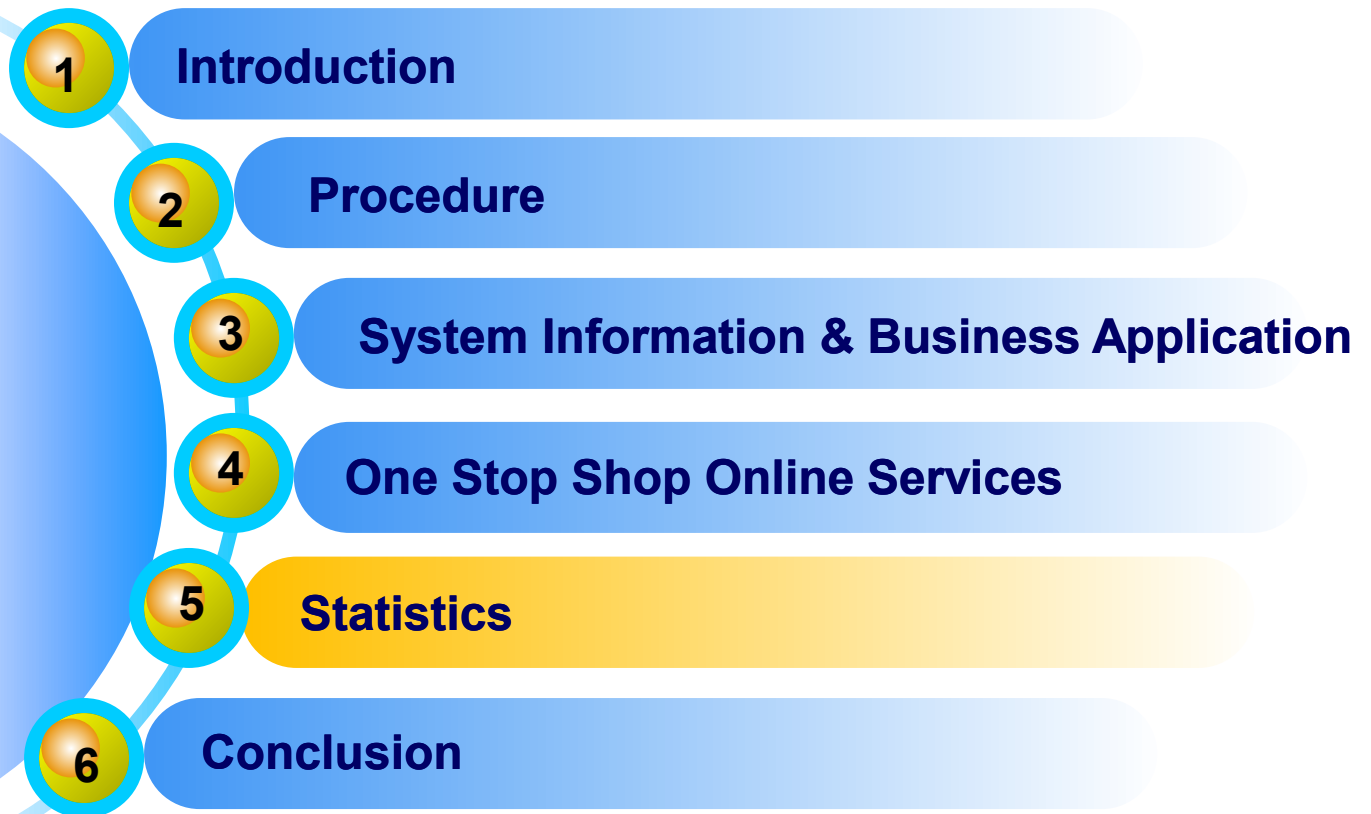 1 Introduction
2 Procedure
3 System Information & Business Application
4 One Stop Shop Online Services
5 Statistics
6 Conclusion